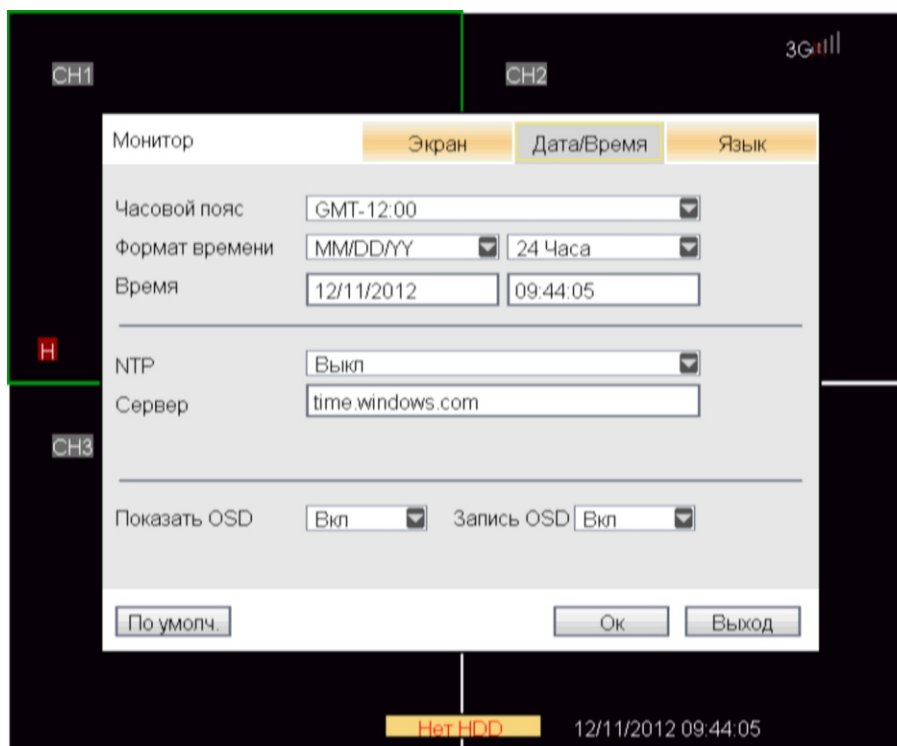 3G
CH1 CH2
Монитор Экран Дата/Время Язык
Часовой пояс GMT-12:00
Формат времени MM/DD/YY 24 Часа
Время 12/11/2012 09:44:05
H
NTP Выкл
Сервер time.windows.com
CH3
Показать OSD Вкл Запись OSD Вкл
По умолч. Ок Выход
Нет HDD 12/11/2012 09:44:05